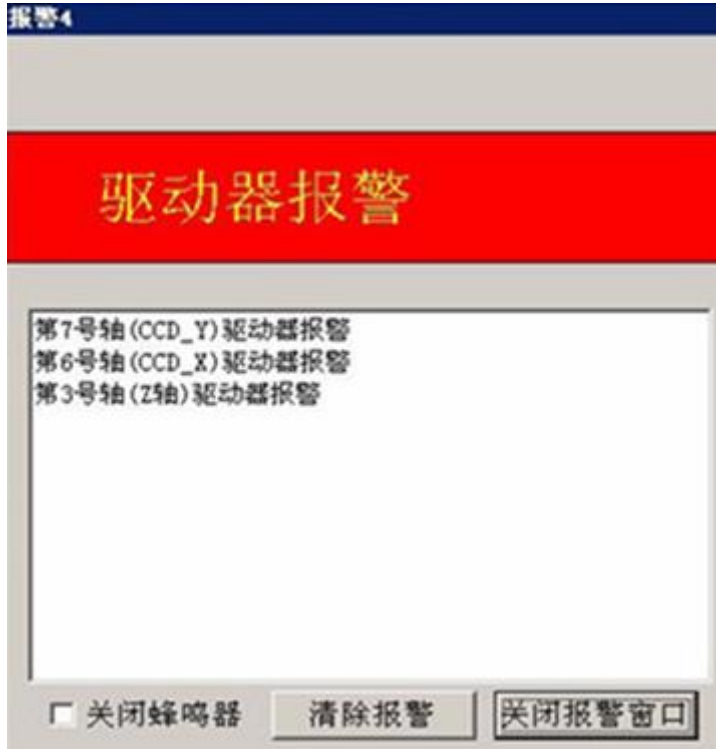 报警4
驱动器报警
第7号轴(CCD_Y)驱动器报警
第6号轴(CCD_X)驱动器报警
第3号轴(Z轴)驱动器报警
关闭蜂鸣器
清除报警
关闭报警窗口